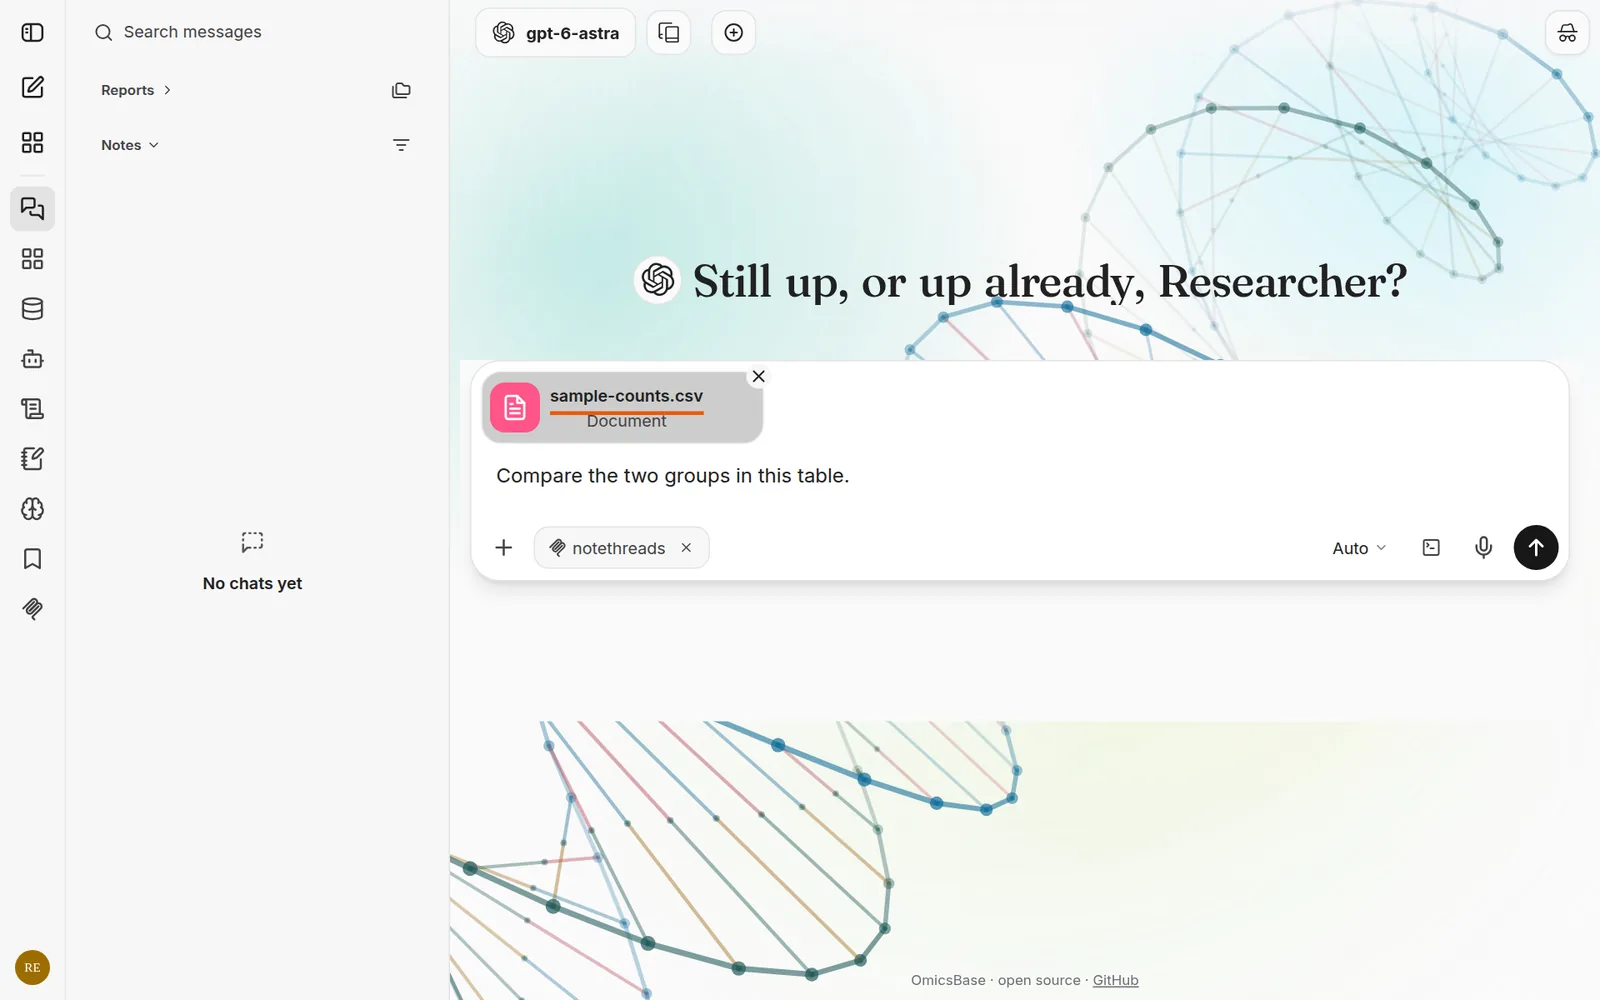 Search messages
Reports
Notes
No chats yet
RE
gpt-6-astra
Still up, or up already, Researcher?
sample-counts.csv
Document
Compare the two groups in this table.
notethreads
Auto
OmicsBase · open source · GitHub